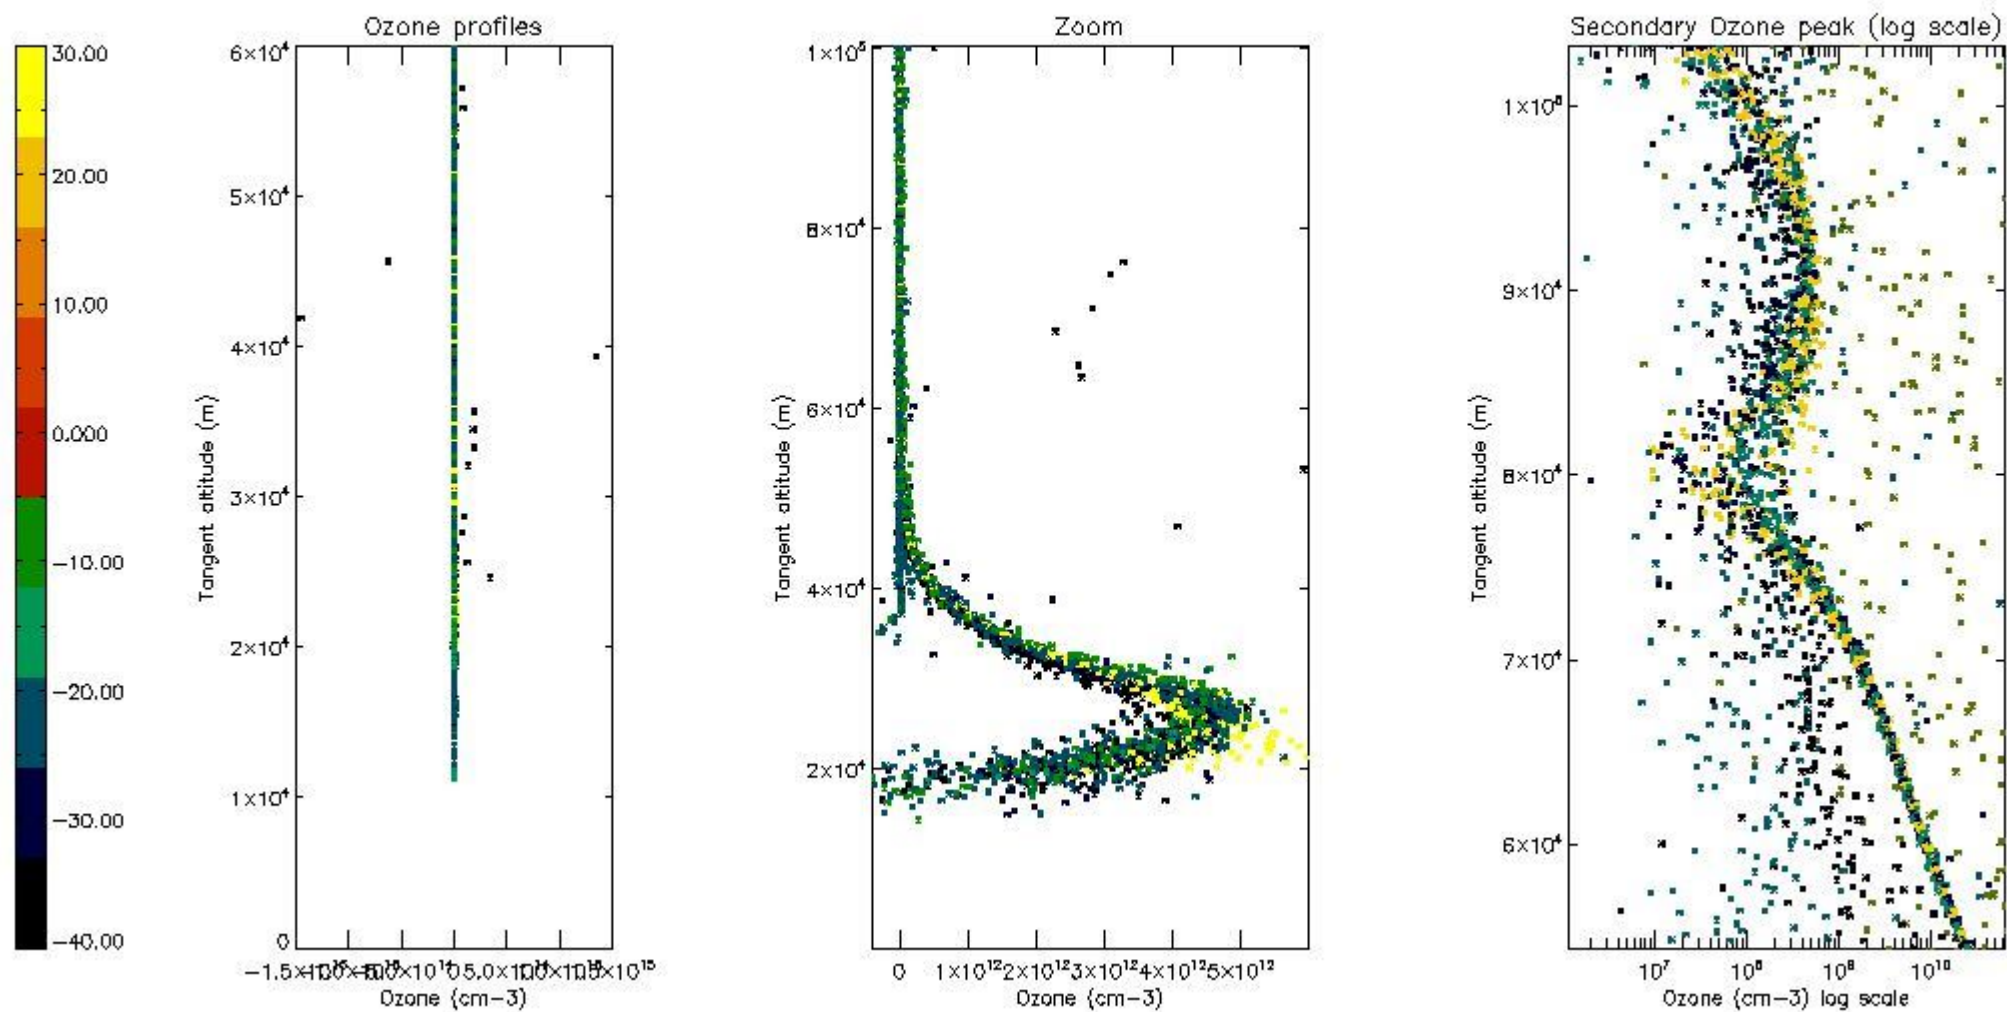 Ozone profiles
Zoom
Secondary Ozone peak (log scale)
30.00
20.00
10.00
0.000
-10.00
-20.00
-30.00
-40.00
6×10⁴
5×10⁴
4×10⁴
3×10⁴
2×10⁴
1×10⁴
0
Tangent altitude (m)
Ozone (cm-3)
1×10⁵
8×10⁴
6×10⁴
4×10⁴
2×10⁴
Tangent altitude (m)
0 1×10¹² 2×10¹² 3×10¹² 4×10¹² 5×10¹²
Ozone (cm-3)
9×10⁴
8×10⁴
7×10⁴
6×10⁴
Tangent altitude (m)
10⁷ 10⁸ 10⁹ 10¹⁰
Ozone (cm-3) log scale